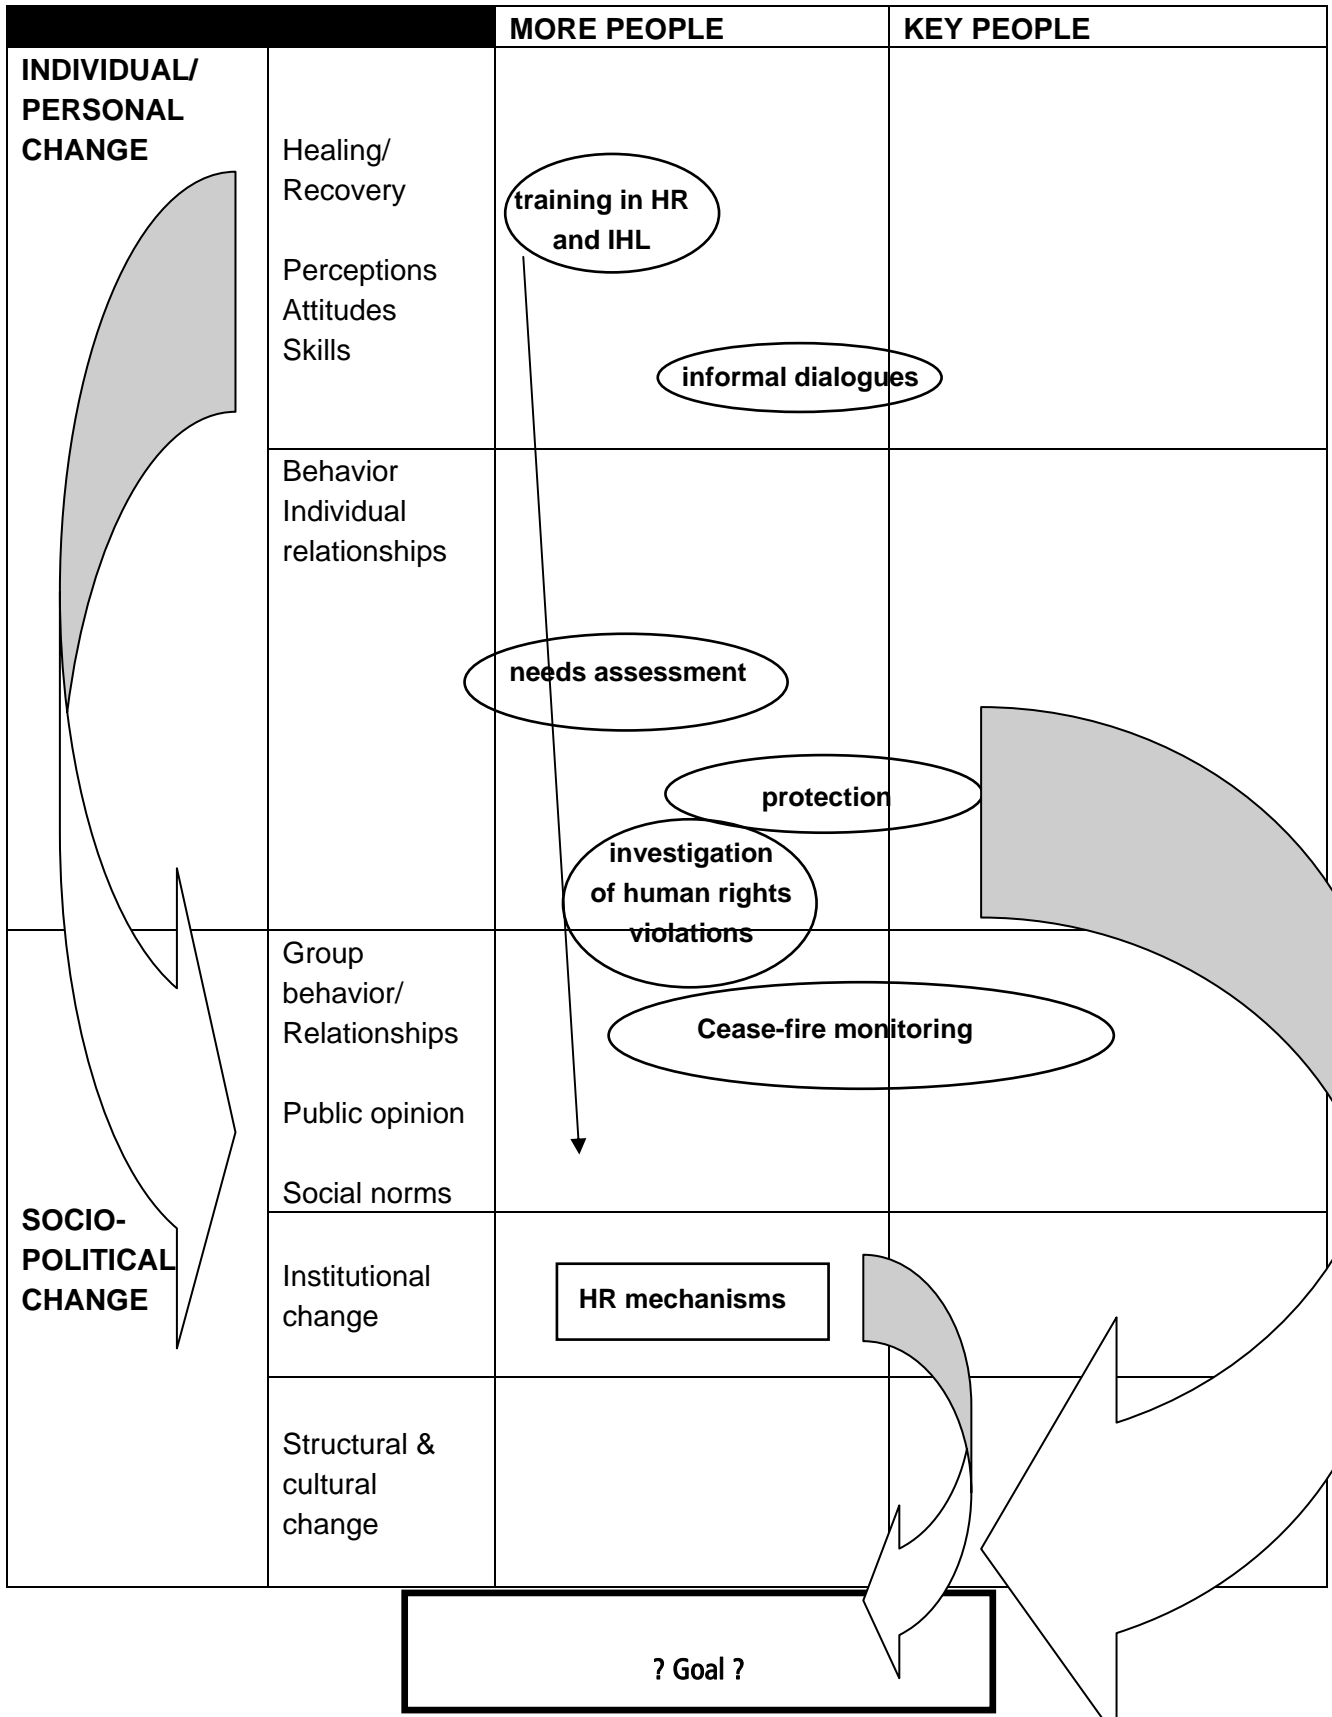 MORE PEOPLE
KEY PEOPLE
INDIVIDUAL/
PERSONAL
CHANGE
Healing/
Recovery
Perceptions
Attitudes
Skills
training in HR
and IHL
informal dialogues
Behavior
Individual
relationships
needs assessment
protection
investigation
of human rights
violations
Group
behavior/
Relationships
Public opinion
Social norms
Cease-fire monitoring
SOCIO-
POLITICAL
CHANGE
Institutional
change
HR mechanisms
Structural &
cultural
change
? Goal ?